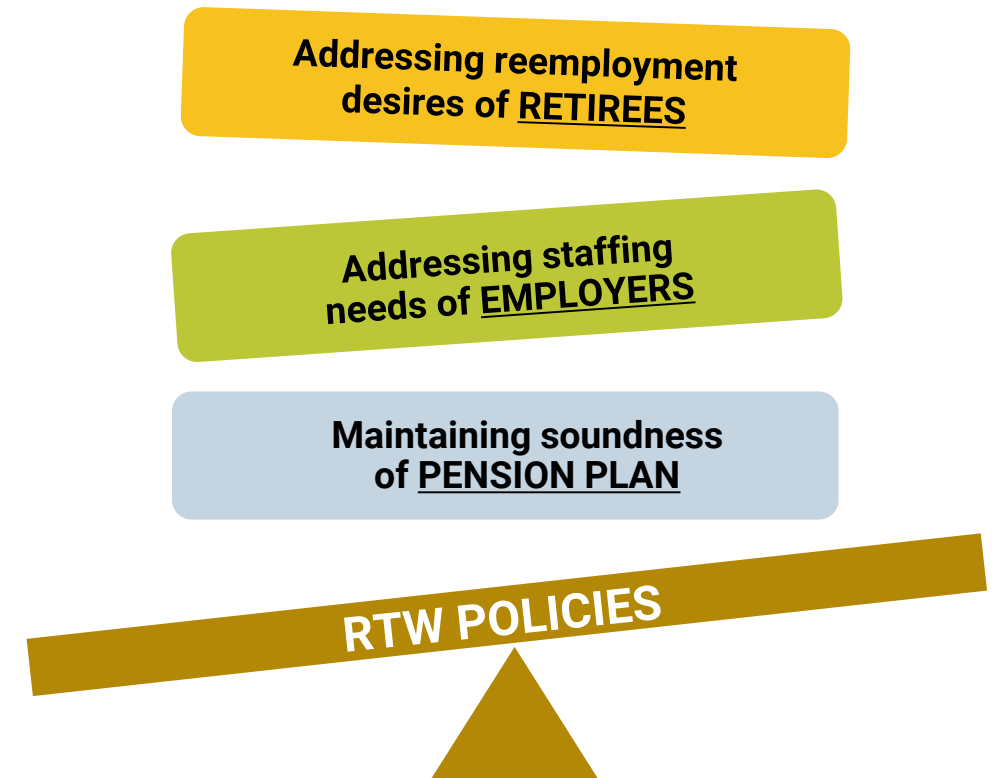 Addressing reemployment
desires of RETIREES
Addressing staffing
needs of EMPLOYERS
Maintaining soundness
of PENSION PLAN
RTW POLICIES